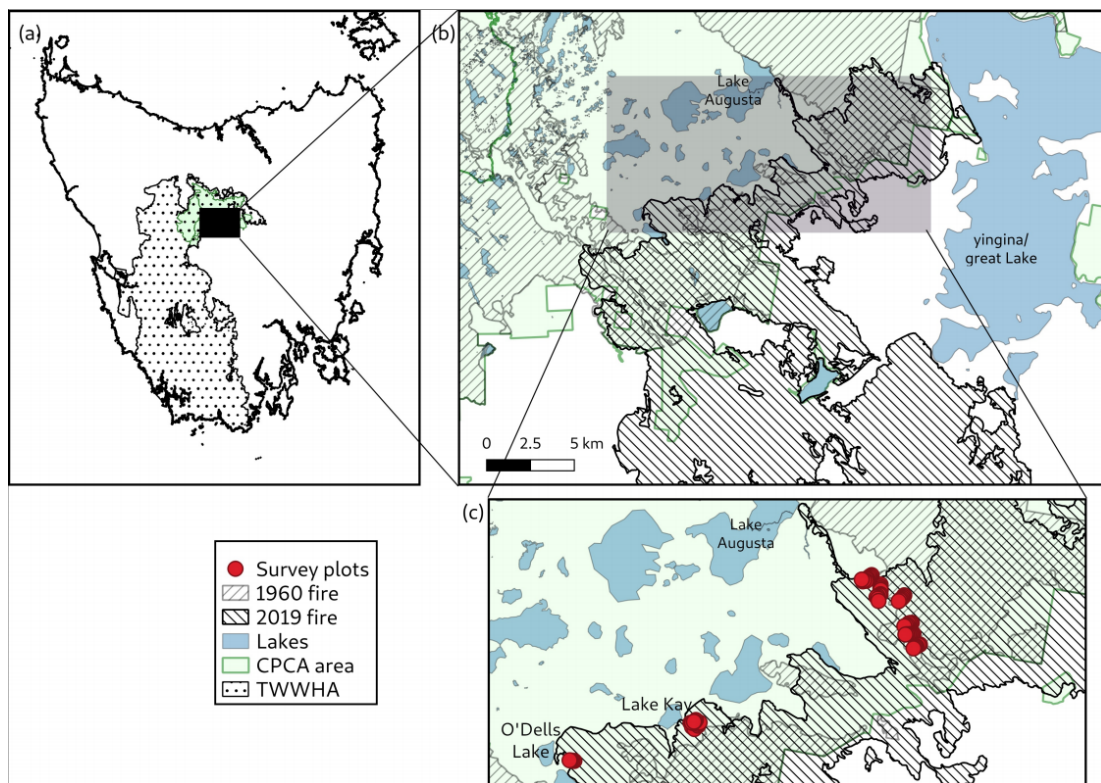 (a)
(b)
Lake
Augusta
yingina/
great Lake
0 2.5 5 km
(c)
Lake
Augusta
Lake Kay
O'Dells
Lake
Survey plots
1960 fire
2019 fire
Lakes
CPCA area
TWWHA